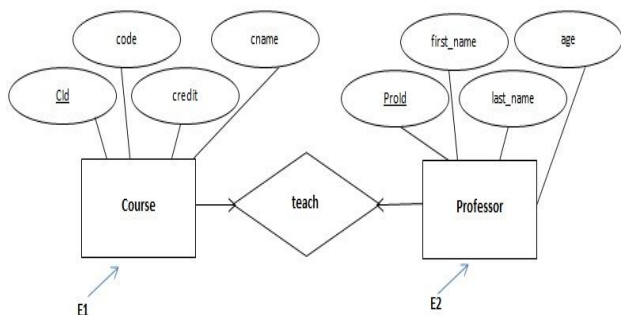 code
cname
first_name
age
CId
credit
ProId
last_name
Course
teach
Professor
E1
E2